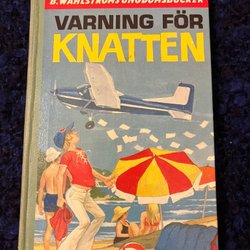 B. WAHLSTRÖMS UNGDOMSBÖCKER
VARNING FÖR
KNATTEN